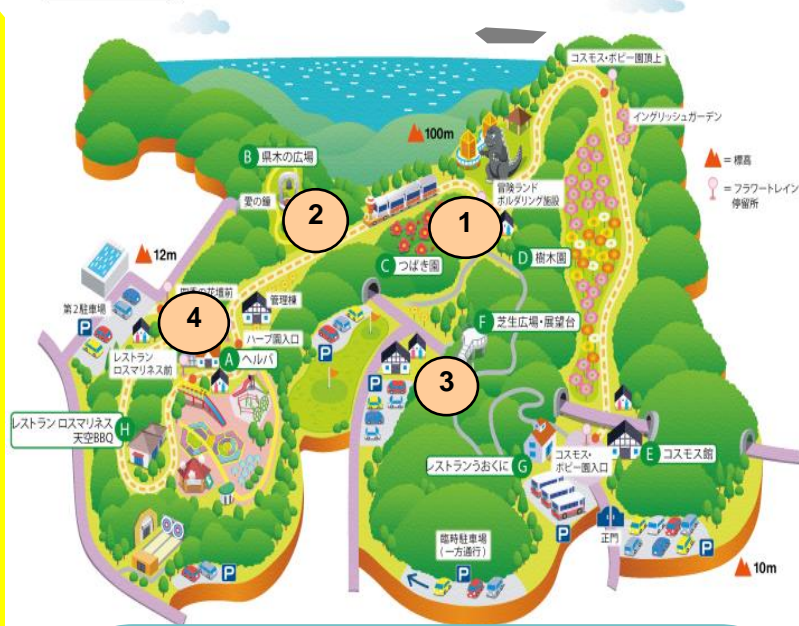 コスモス・ポピー園頂上
イングリッシュガーデン
100m
= 標高
= フラワートレイン
停留所
B 県木の広場
愛の鐘
2
1
冒険ランド
ボルダリング施設
C つばき園
D 樹木園
12m
第2駐車場
P
4
管理棟
ハーブ園入口
レストラン
ロスマリネス前
A ヘルバ
P
F 芝生広場・展望台
3
P
レストラン ロスマリネス
天空BBQ
H
レストランうおくに G
コスモス・
ポピー園入口
E コスモス館
P
正門
P
臨時駐車場
(一方通行)
P
P
10m